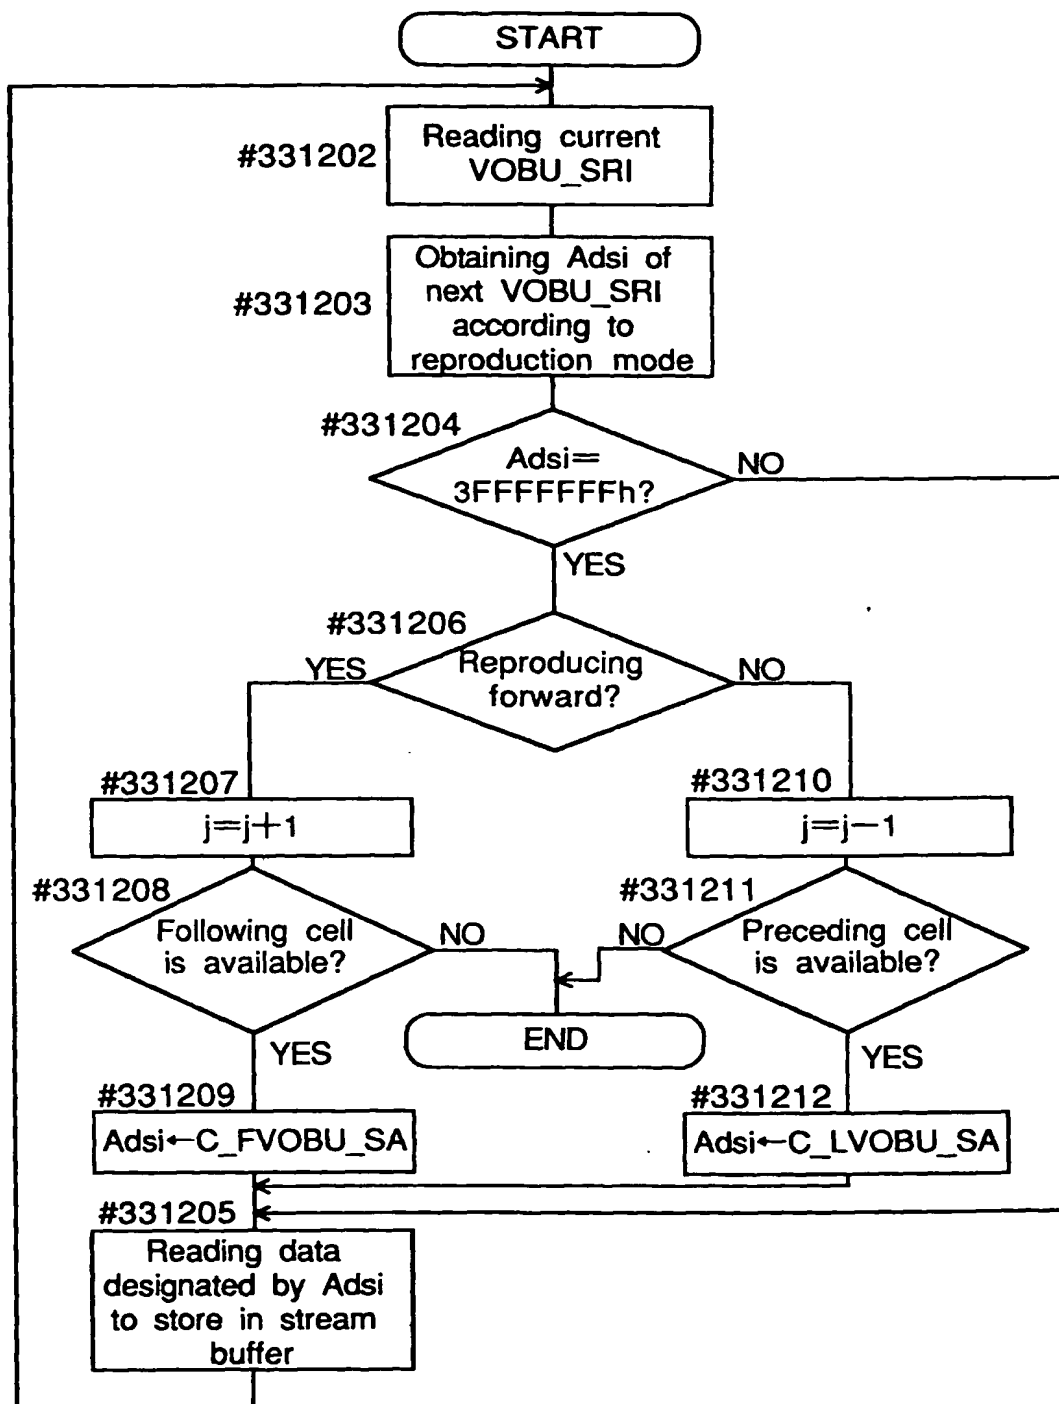 START
#331202
Reading current
VOBU_SRI
#331203
Obtaining Adsi of
next VOBU_SRI
according to
reproduction mode
#331204
Adsi=
3FFFFFFFh?
NO
YES
#331206
YES
Reproducing
forward?
NO
#331207
j=j+1
#331210
j=j−1
#331208
Following cell
is available?
NO
#331211
NO
Preceding cell
is available?
END
YES
YES
#331209
Adsi←C_FVOBU_SA
#331212
Adsi←C_LVOBU_SA
#331205
Reading data
designated by Adsi
to store in stream
buffer